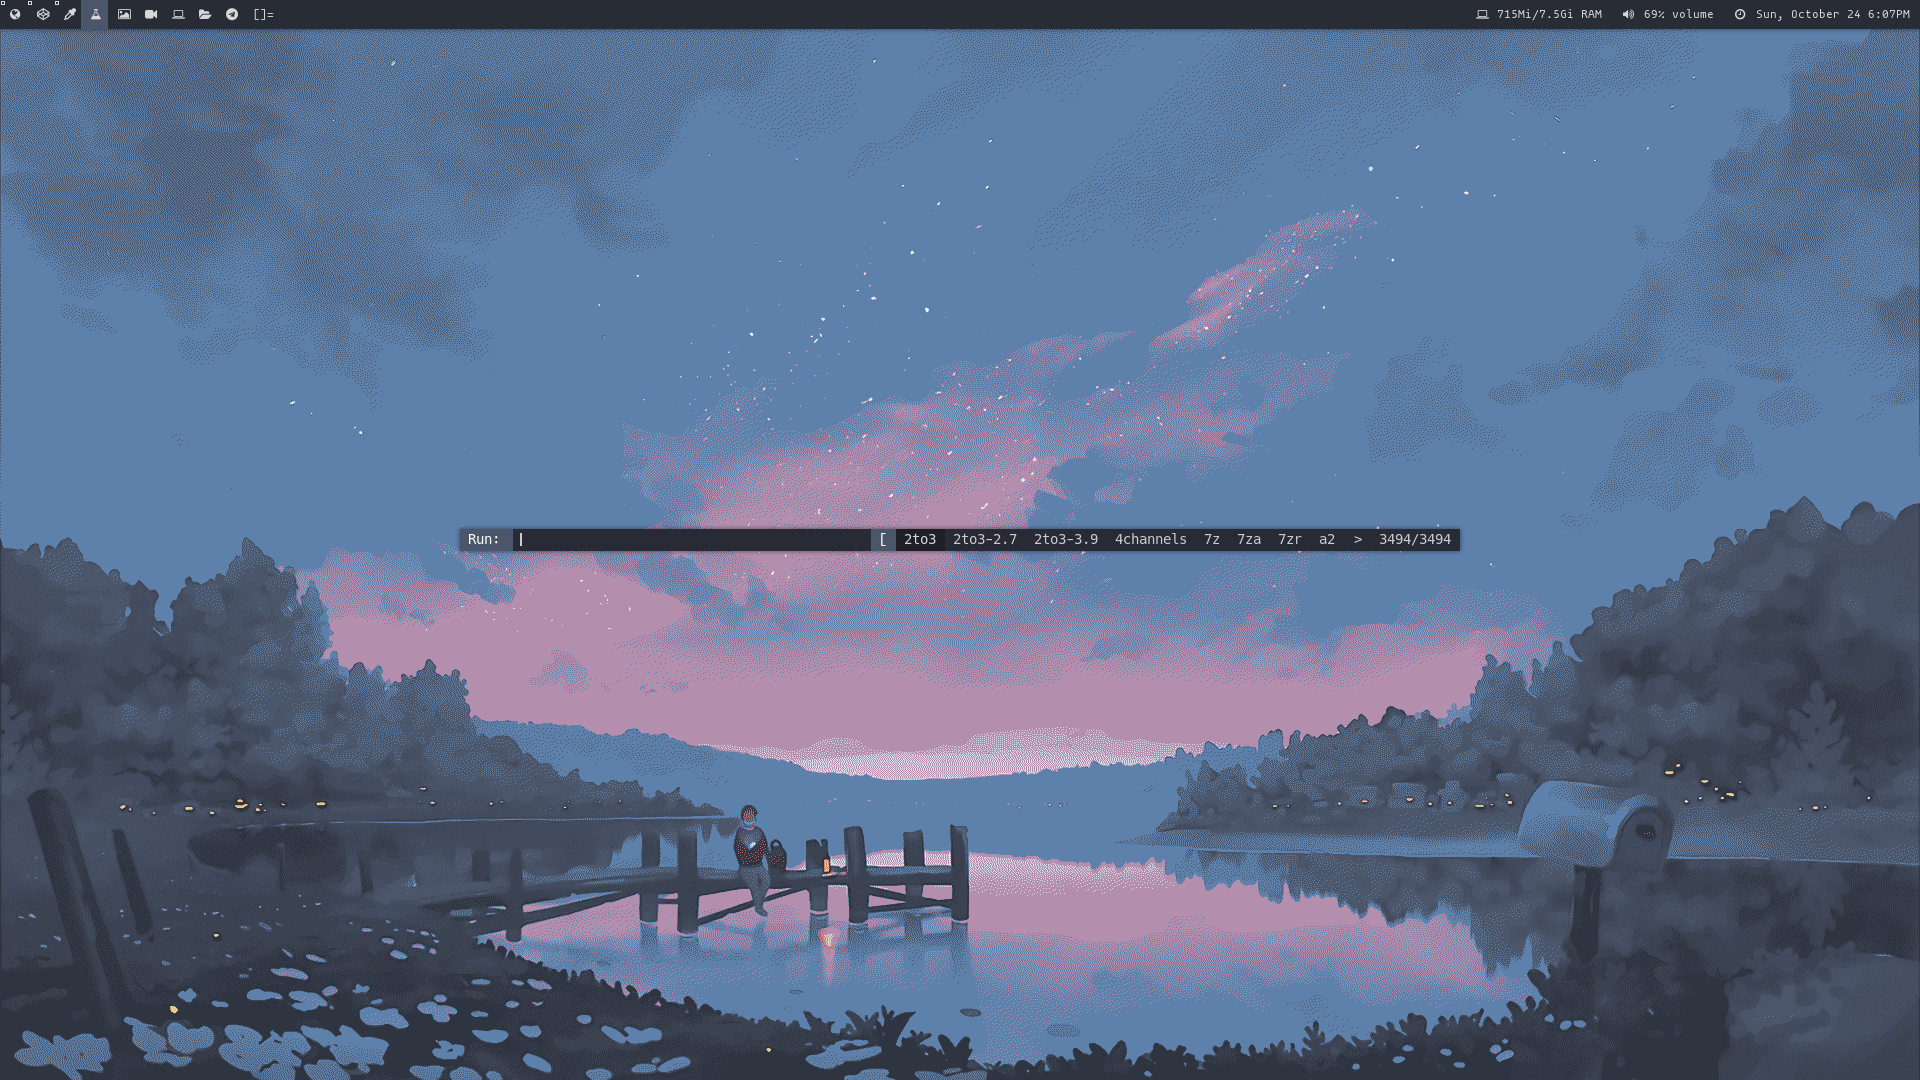 []= 715Mi/7.5Gi RAM 69% volume Sun, October 24 6:07PM
Run: [ 2to3 2to3-2.7 2to3-3.9 4channels 7z 7za 7zr a2 > 3494/3494